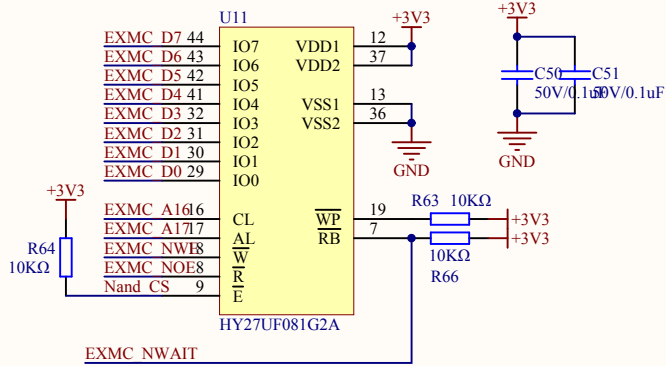 U11
+3V3
+3V3
EXMC_D7 44 IO7 VDD1 12
EXMC_D6 43 IO6 VDD2 37
EXMC_D5 42 IO5
EXMC_D4 41 IO4 VSS1 13
EXMC_D3 32 IO3 VSS2 36
EXMC_D2 31 IO2
EXMC_D1 30 IO1
EXMC_D0 29 IO0
C50 C51
50V/0.1uF 50V/0.1uF
GND
GND
+3V3
R64
10KΩ
EXMC_A16 16 CL WP 19 R63 10KΩ +3V3
EXMC_A17 17 AL RB 7 10KΩ +3V3
R66
EXMC_NWE 18 W
EXMC_NOE 8 R
Nand_CS 9 E
HY27UF081G2A
EXMC_NWAIT